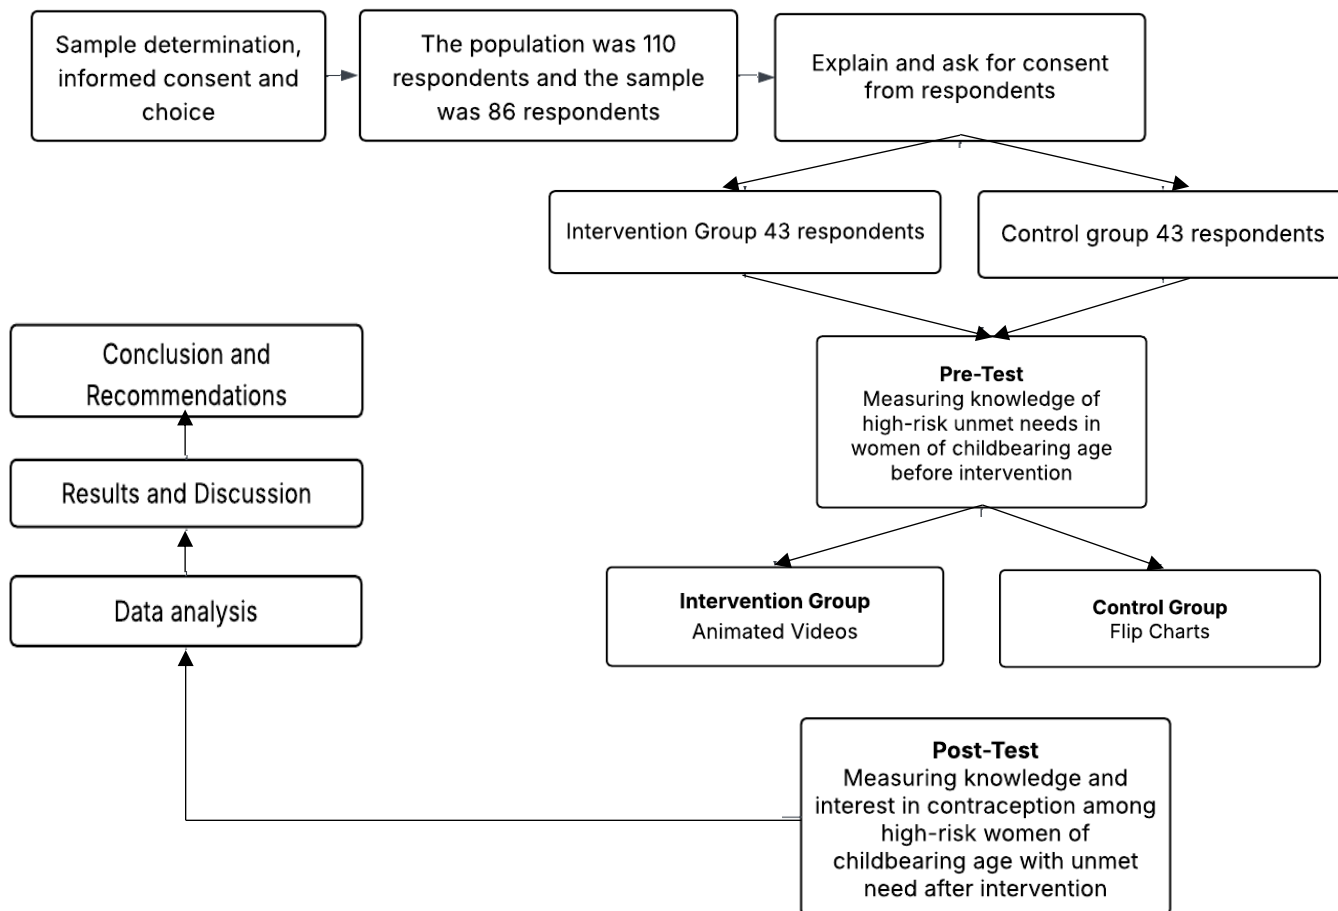 Sample determination,
informed consent and
choice
The population was 110
respondents and the sample
was 86 respondents
Explain and ask for consent
from respondents
Intervention Group 43 respondents
Control group 43 respondents
Pre-Test
Measuring knowledge of
high-risk unmet needs in
women of childbearing age
before intervention
Intervention Group
Animated Videos
Control Group
Flip Charts
Post-Test
Measuring knowledge and
interest in contraception among
high-risk women of
childbearing age with unmet
need after intervention
Data analysis
Results and Discussion
Conclusion and
Recommendations